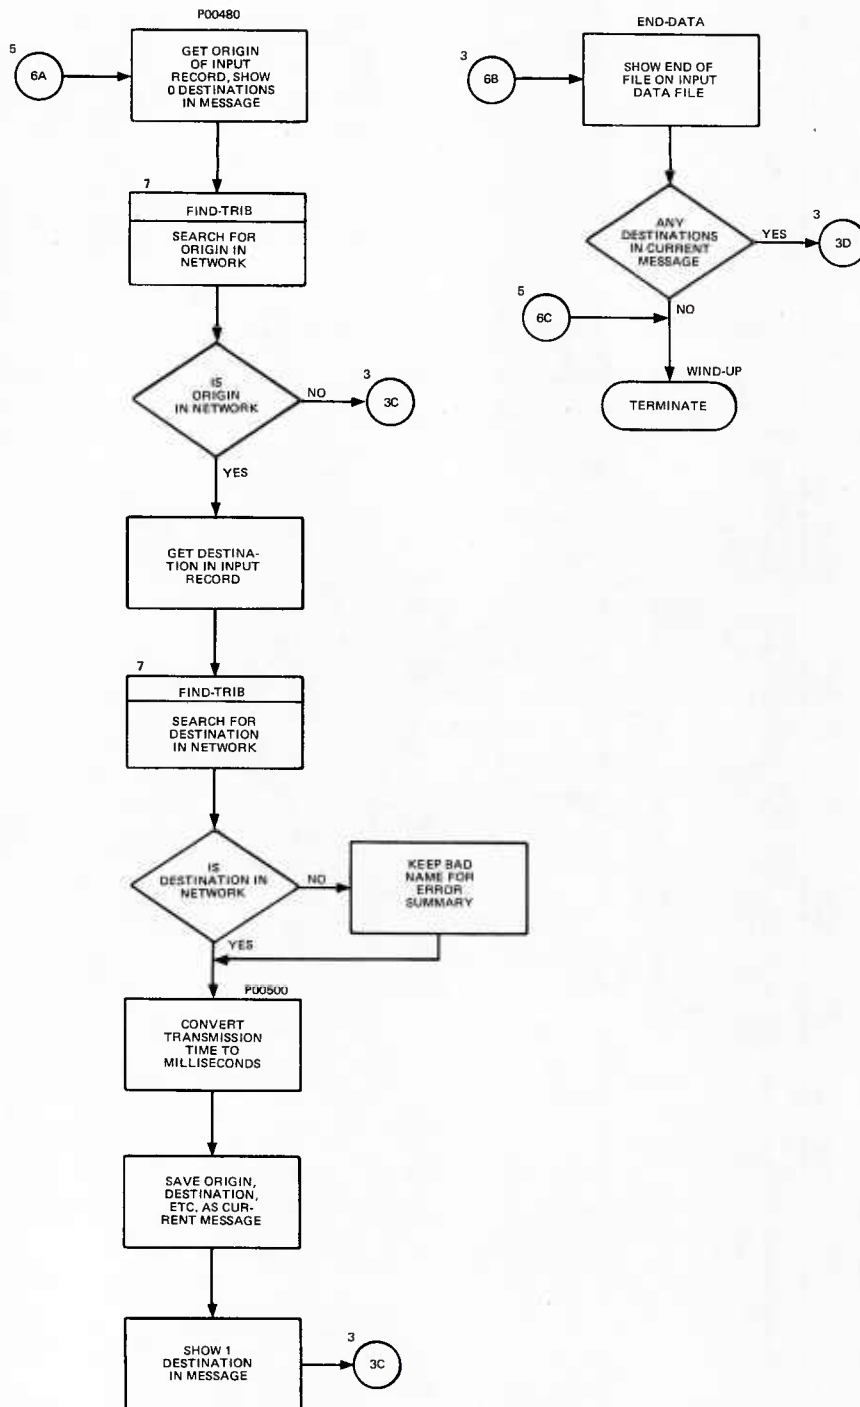 P00480
5
6A
GET ORIGIN
OF INPUT
RECORD, SHOW
0 DESTINATIONS
IN MESSAGE
7
FIND-TRIB
SEARCH FOR
ORIGIN IN
NETWORK
IS
ORIGIN
IN NETWORK
NO
3
3C
YES
GET DESTINA-
TION IN INPUT
RECORD
7
FIND-TRIB
SEARCH FOR
DESTINATION
IN NETWORK
IS
DESTINATION IN
NETWORK
NO
KEEP BAD
NAME FOR
ERROR
SUMMARY
YES
P00500
CONVERT
TRANSMISSION
TIME TO
MILLISECONDS
SAVE ORIGIN,
DESTINATION,
ETC. AS CUR-
RENT MESSAGE
SHOW 1
DESTINATION
IN MESSAGE
3
3C
END-DATA
3
6B
SHOW END OF
FILE ON INPUT
DATA FILE
ANY
DESTINATIONS
IN CURRENT
MESSAGE
YES
3
3D
5
6C
NO
WIND-UP
TERMINATE